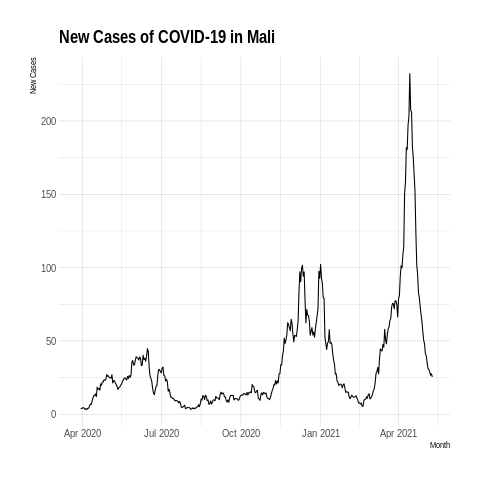 New Cases of COVID-19 in Mali
New Cases
200
150
100
50
0
Apr 2020
Jul 2020
Oct 2020
Jan 2021
Apr 2021
Month